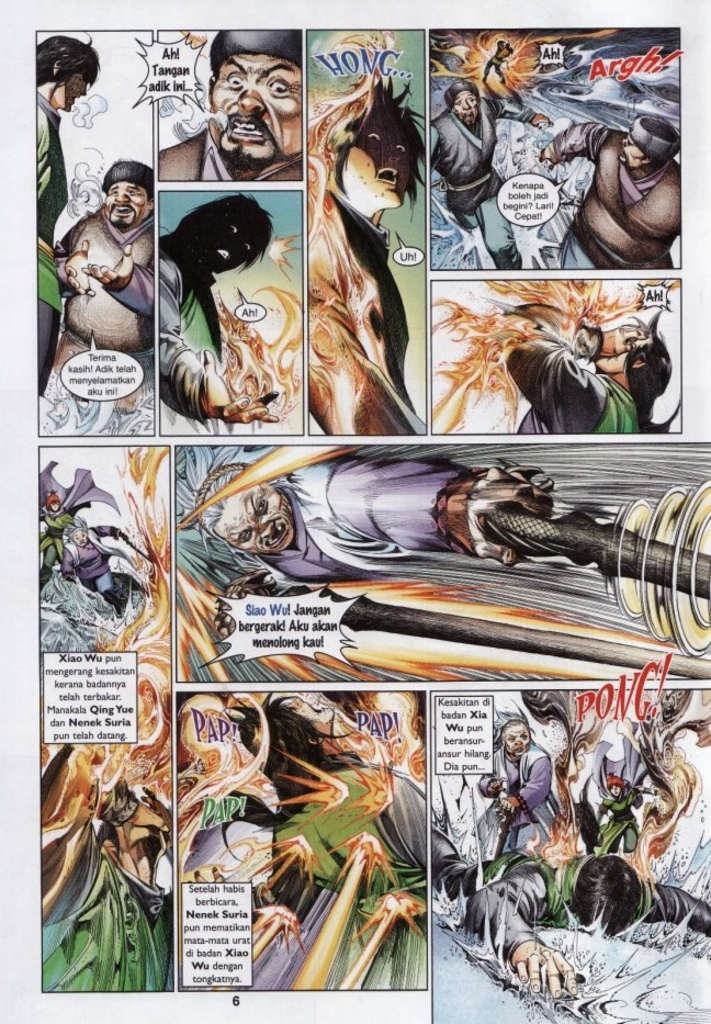 Terima
kasih! Adik telah
menyelamatkan
aku ini!
Ah!
Tangan
adik ini...
Ah!
HONG...
Uh!
Ah!
Argh!
Kenapa
boleh jadi
begini? Lari!
Cepat!
Ah!
Xiao Wu pun
mengerang kesakitan
kerana badannya
telah terbakar.
Manakala Qing Yue
dan Nenek Suria
pun telah datang.
Siao Wu! Jangan
bergerak! Aku akan
menolong kau!
PAP!
PAP!
PAP!
Setelah habis
berbicara,
Nenek Suria
pun mematikan
mata-mata urat
di badan Xiao
Wu dengan
tongkatnya.
Kesakitan di
badan Xia
Wu pun
beransur-
ansur hilang.
Dia pun...
PONG!
6